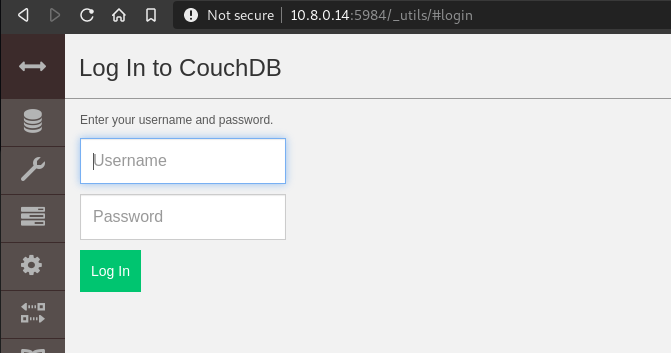 Not secure 10.8.0.14:5984/_utils/#login
Log In to CouchDB
Enter your username and password.
Username
Password
Log In